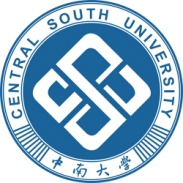 CENTRAL SOUTH UNIVERSITY
中南大学